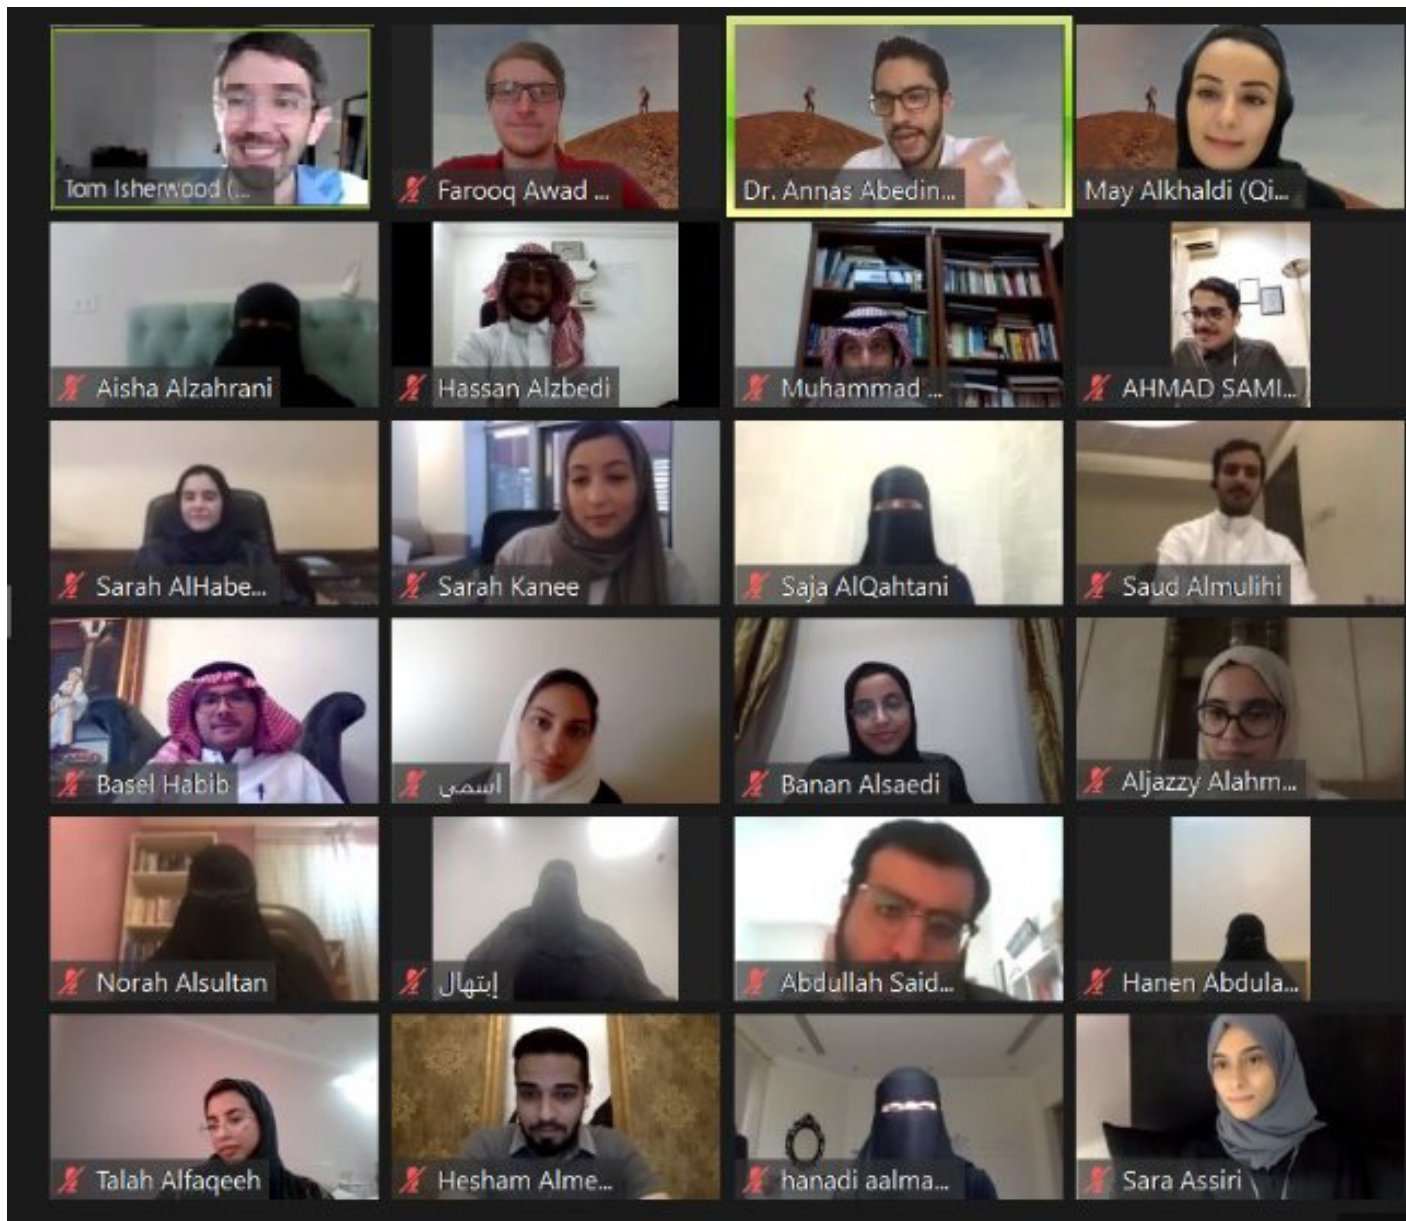 Tom Isherwood (...
Farooq Awad ...
Dr. Annas Abedin...
May Alkhaldi (Qi...
Aisha Alzahrani
Hassan Alzbedi
Muhammad ...
AHMAD SAMI...
Sarah AlHabe...
Sarah Kanee
Saja AlQahtani
Saud Almulihi
Basel Habib
اسمى
Banan Alsaedi
Aljazzy Alahm...
Norah Alsultan
إبتهال
Abdullah Said...
Hanen Abdula...
Talah Alfaqeeh
Hesham Alme...
hanadi aalma...
Sara Assiri